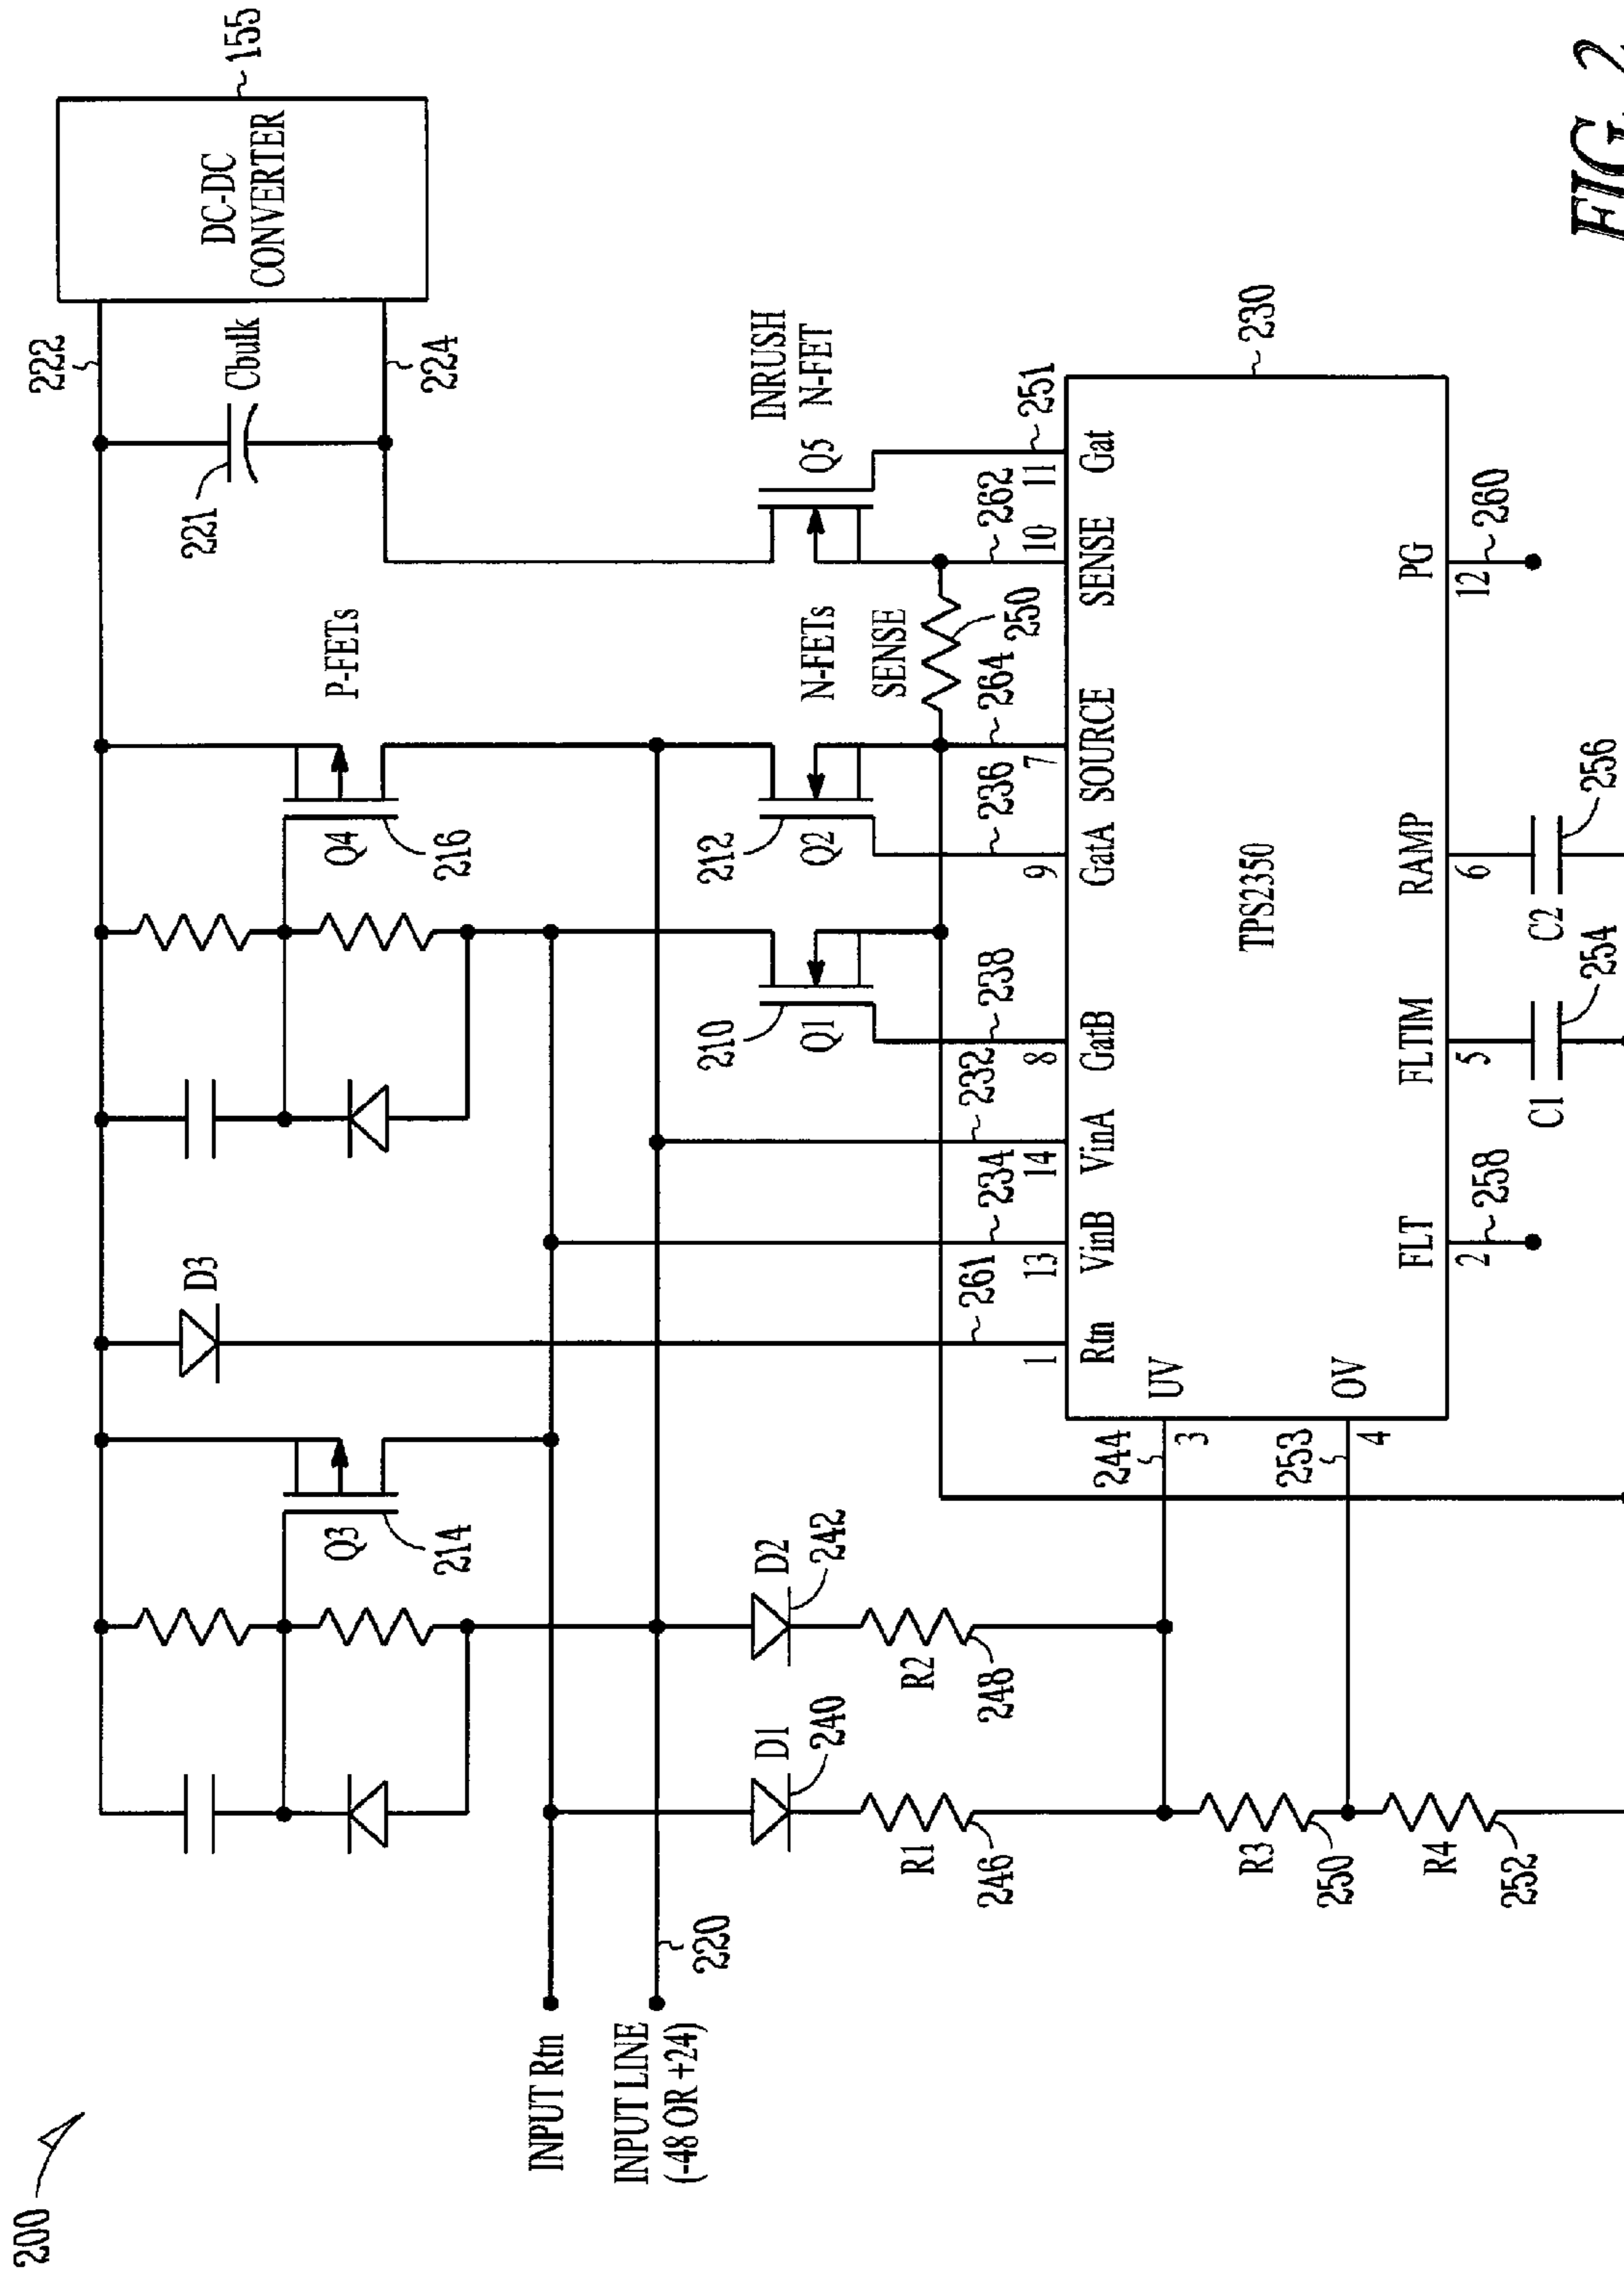 200
222
155
DC-DC
CONVERTER
221
Cbulk
224
P-FETs
D3
Q3
214
Q4
216
INPUT Rtn
INPUT LINE
(-48 OR +24)
220
INRUSH
N-FET
Q5
N-FETs
SENSE
250
210
Q1
212
Q2
D1
240
D2
242
R1
246
R2
248
261
234
232
238
236
264
262
251
1
13
14
8
9
7
10
11
Rtn
VinB
VinA
GatB
GatA
SOURCE
SENSE
Gat
244
3
UV
253
4
OV
TPS2350
230
R3
250
R4
252
FLT
FLTIM
RAMP
PG
2
5
6
12
258
C1
254
C2
256
260
FIG. 2